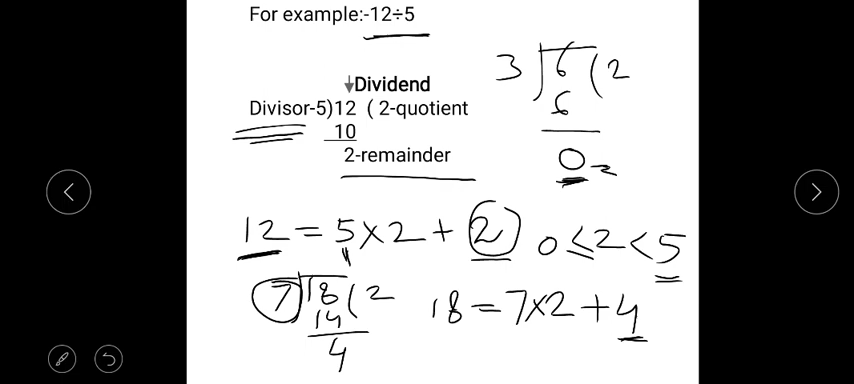 For example:-12÷5
↓Dividend
Divisor-5)12 ( 2-quotient
10
2-remainder
3)6(2
6
0
12 = 5×2 + 2
0≤2<5
7)18(2
14
4
18 = 7×2 + 4